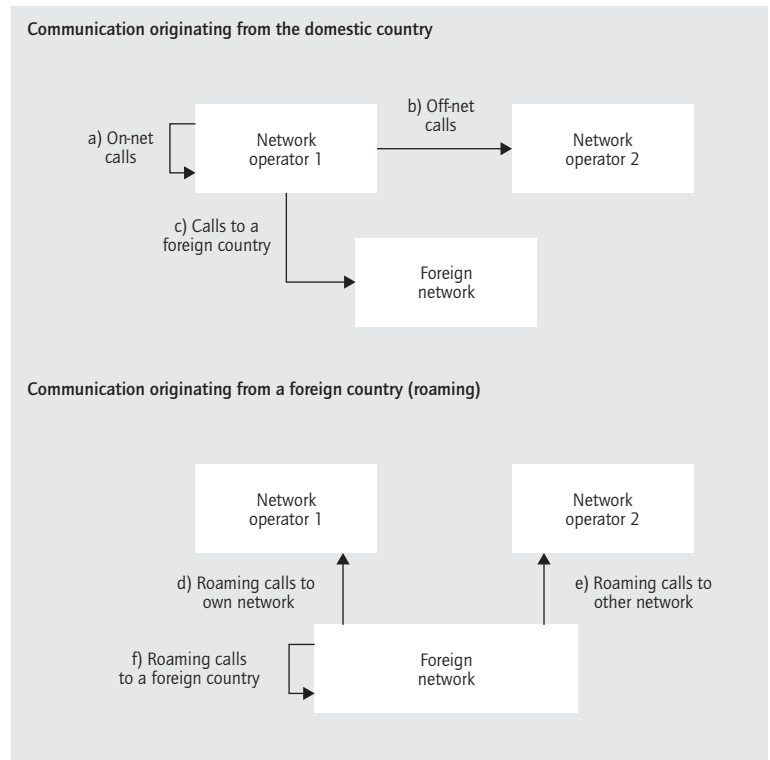 Communication originating from the domestic country
b) Off-net
calls
a) On-net
calls
Network
operator 1
Network
operator 2
c) Calls to a
foreign country
Foreign
network
Communication originating from a foreign country (roaming)
Network
operator 1
Network
operator 2
d) Roaming calls to
own network
e) Roaming calls to
other network
f) Roaming calls
to a foreign country
Foreign
network